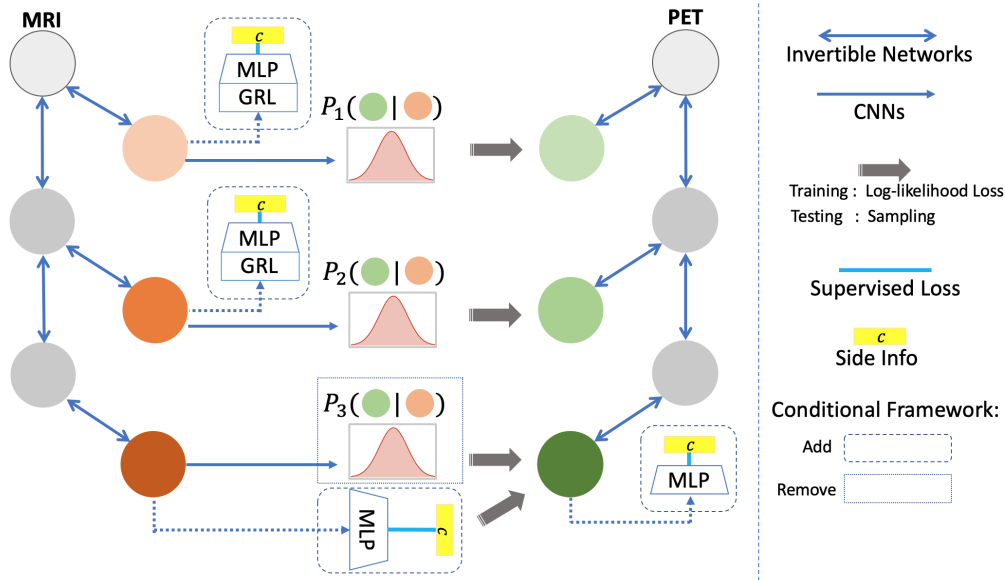 MRI
PET
c
MLP
GRL
P1( | )
c
MLP
GRL
P2( | )
P3( | )
MLP
c
c
MLP
Invertible Networks
CNNs
Training : Log-likelihood Loss
Testing : Sampling
Supervised Loss
c
Side Info
Conditional Framework:
Add
Remove